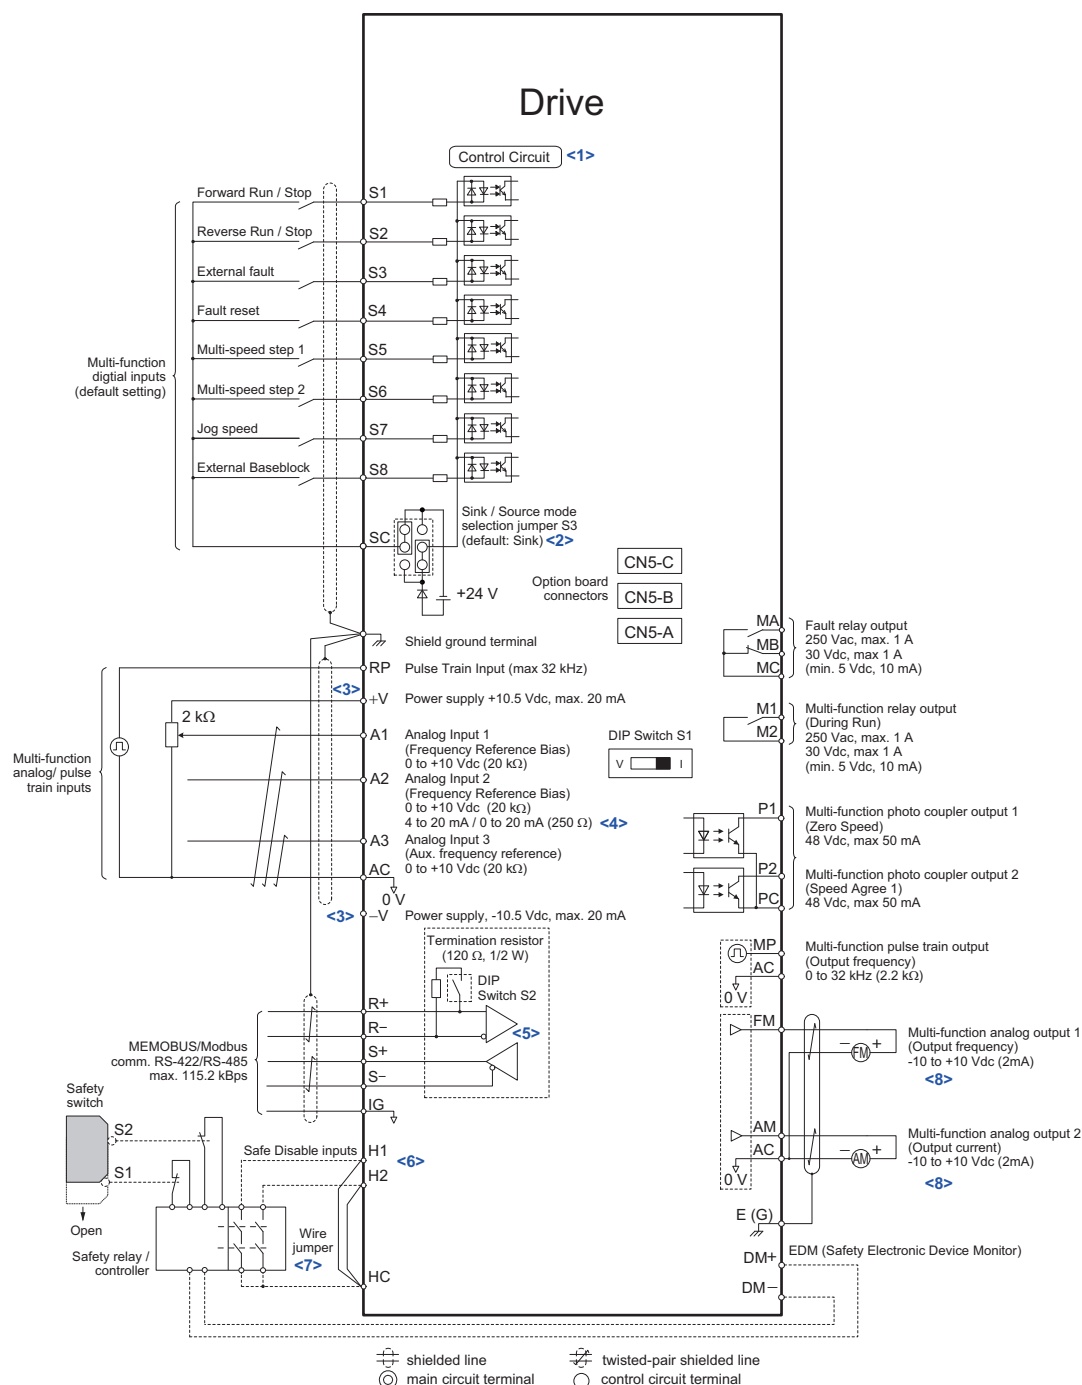 Drive
Control Circuit <1>
Forward Run / Stop
S1
Reverse Run / Stop
S2
External fault
S3
Fault reset
S4
Multi-speed step 1
S5
Multi-speed step 2
S6
Jog speed
S7
External Baseblock
S8
Multi-function
digtial inputs
(default setting)
SC
Sink / Source mode
selection jumper S3
(default: Sink) <2>
+24 V
Option board
connectors
CN5-C
CN5-B
CN5-A
Shield ground terminal
RP
Pulse Train Input (max 32 kHz)
<3>
+V
Power supply +10.5 Vdc, max. 20 mA
2 kΩ
A1
Analog Input 1
(Frequency Reference Bias)
0 to +10 Vdc (20 kΩ)
A2
Analog Input 2
(Frequency Reference Bias)
0 to +10 Vdc (20 kΩ)
4 to 20 mA / 0 to 20 mA (250 Ω) <4>
A3
Analog Input 3
(Aux. frequency reference)
0 to +10 Vdc (20 kΩ)
AC
0 V
<3>
−V
Power supply, -10.5 Vdc, max. 20 mA
Multi-function
analog/ pulse
train inputs
DIP Switch S1
V
I
MA
MB
MC
Fault relay output
250 Vac, max. 1 A
30 Vdc, max 1 A
(min. 5 Vdc, 10 mA)
M1
M2
Multi-function relay output
(During Run)
250 Vac, max. 1 A
30 Vdc, max 1 A
(min. 5 Vdc, 10 mA)
P1
Multi-function photo coupler output 1
(Zero Speed)
48 Vdc, max 50 mA
P2
PC
Multi-function photo coupler output 2
(Speed Agree 1)
48 Vdc, max 50 mA
MP
AC
0 V
Multi-function pulse train output
(Output frequency)
0 to 32 kHz (2.2 kΩ)
Termination resistor
(120 Ω, 1/2 W)
DIP
Switch S2
<5>
R+
R−
S+
S−
IG
MEMOBUS/Modbus
comm. RS-422/RS-485
max. 115.2 kBps
FM
− +
FM
Multi-function analog output 1
(Output frequency)
-10 to +10 Vdc (2mA)
<8>
AM
AC
0 V
− +
AM
Multi-function analog output 2
(Output current)
-10 to +10 Vdc (2mA)
<8>
E (G)
Safety
switch
S2
S1
Open
Safety relay /
controller
Safe Disable inputs
H1
<6>
H2
Wire
jumper
<7>
HC
DM+
EDM (Safety Electronic Device Monitor)
DM−
shielded line
twisted-pair shielded line
main circuit terminal
control circuit terminal